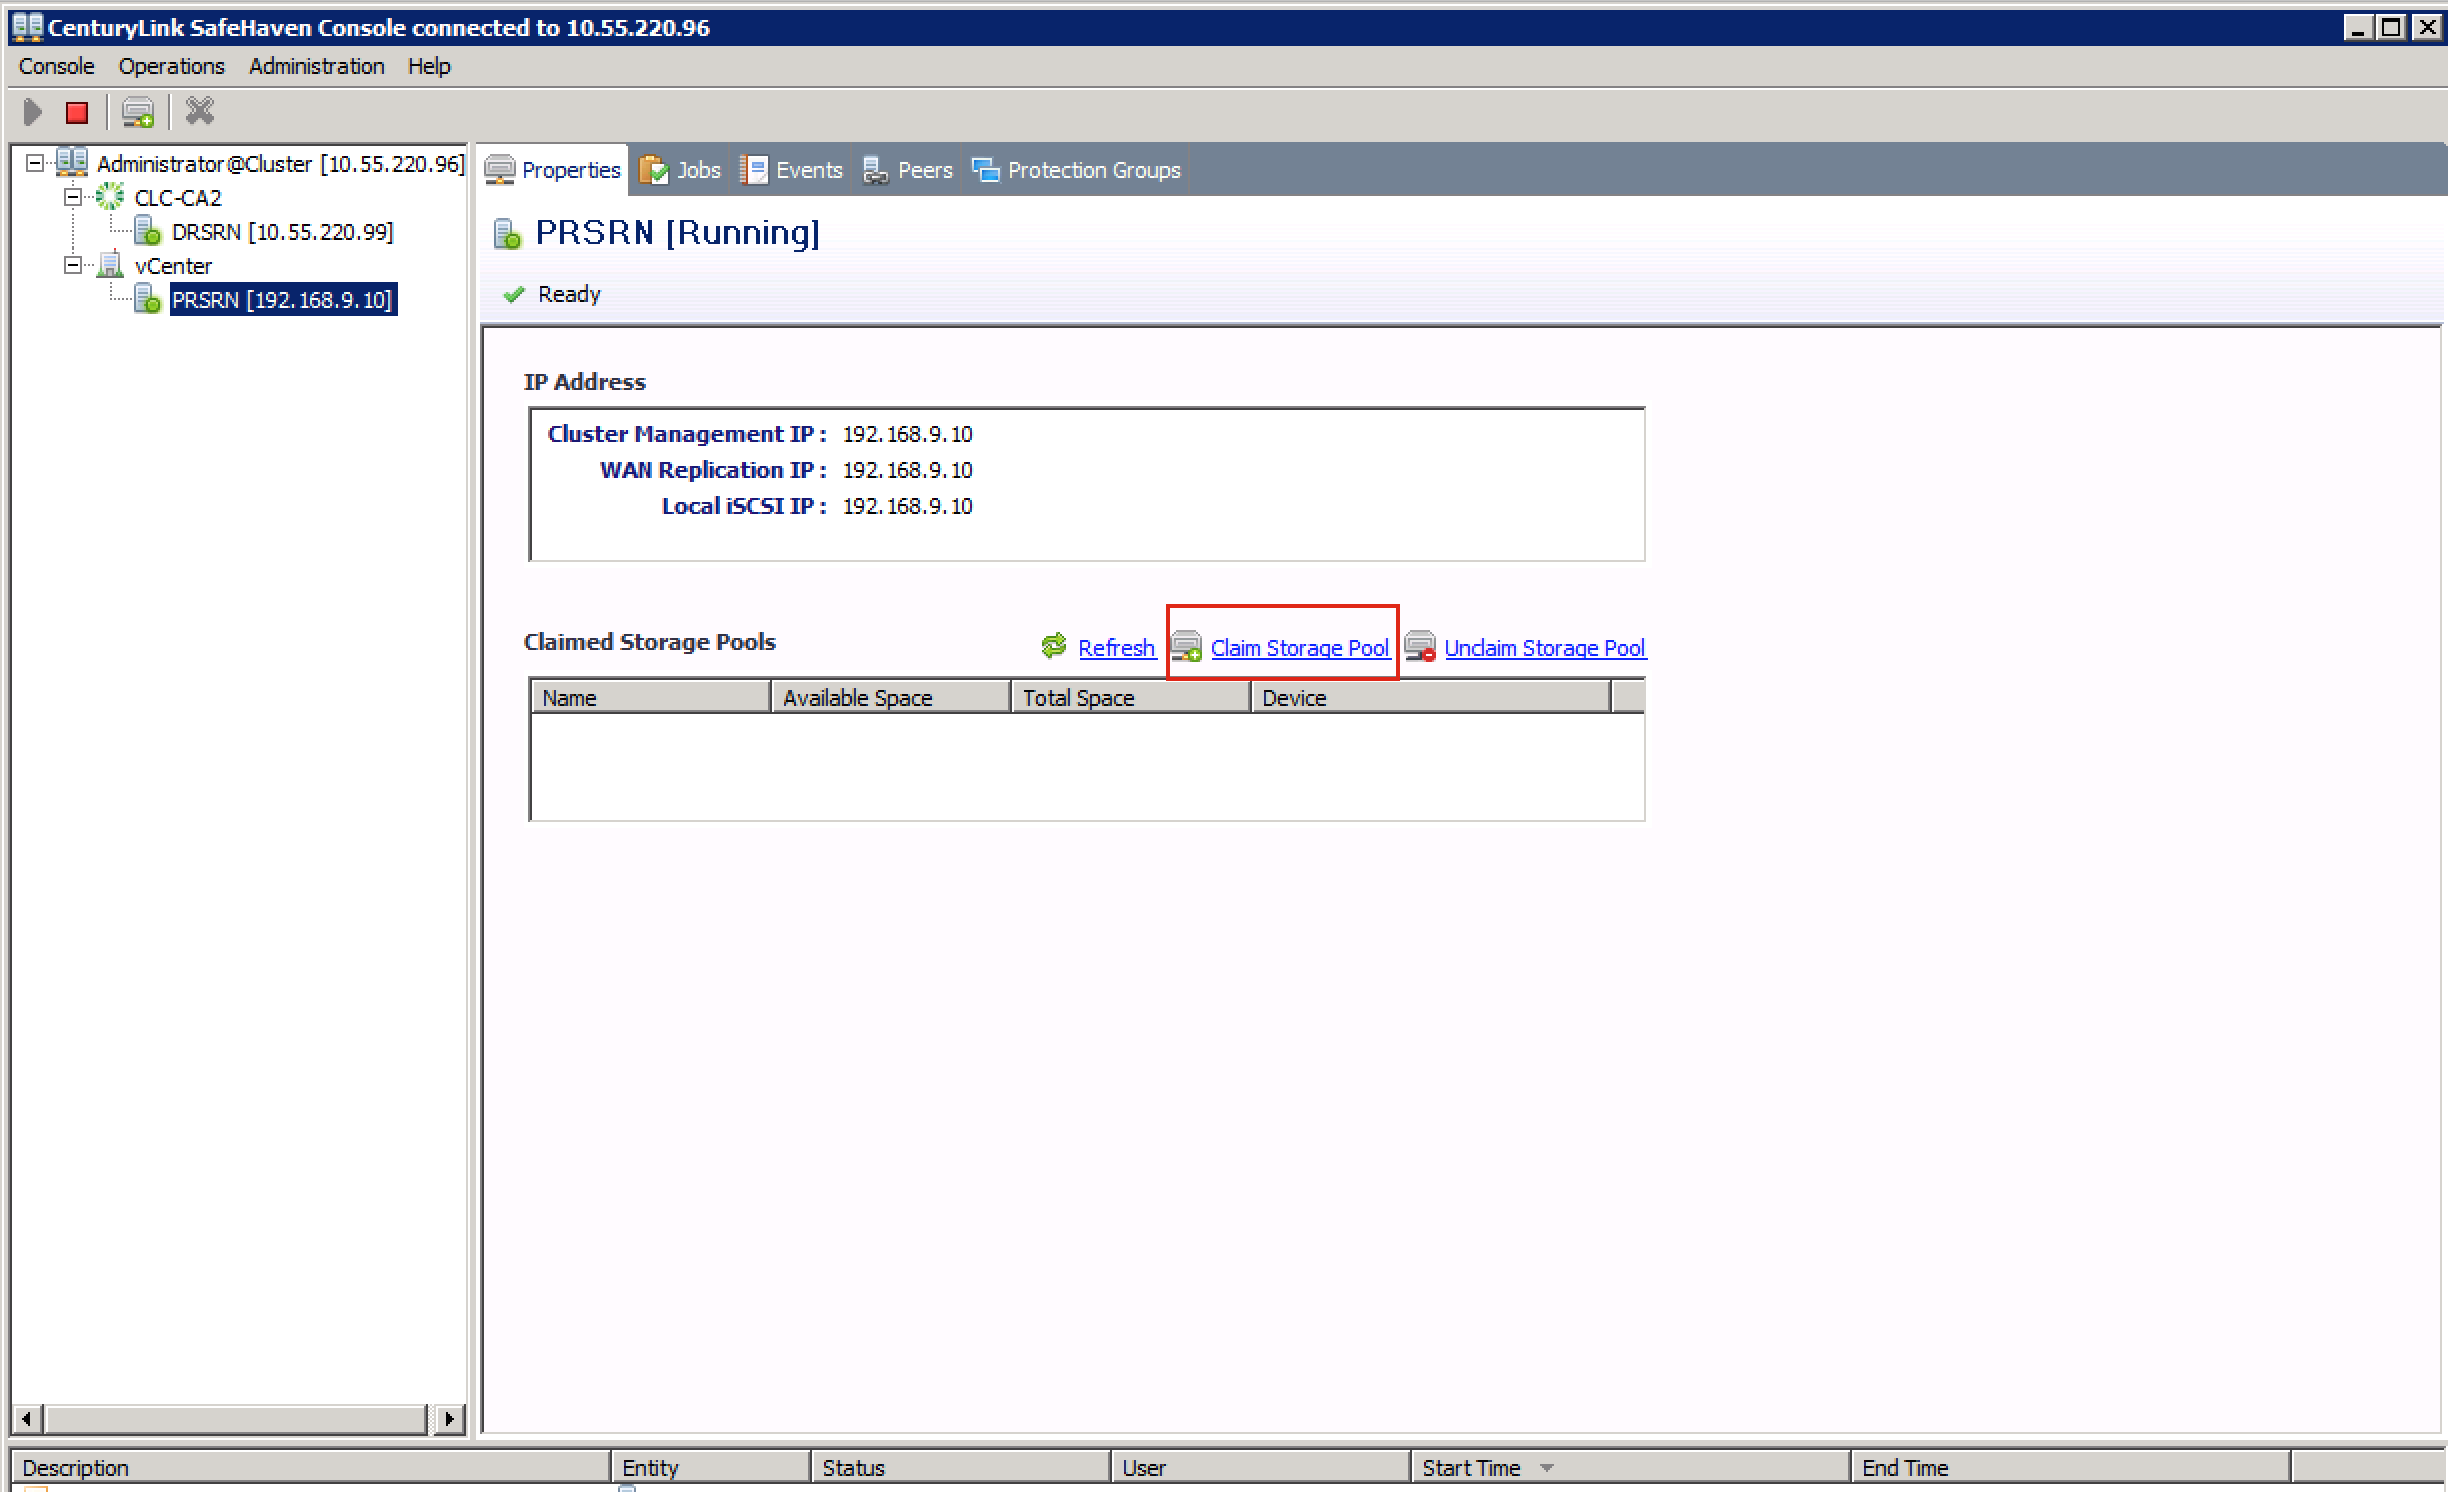 CenturyLink SafeHaven Console connected to 10.55.220.96
Console Operations Administration Help
Administrator@Cluster [10.55.220.96]
CLC-CA2
DRSRN [10.55.220.99]
vCenter
PRSRN [192.168.9.10]
Properties Jobs Events Peers Protection Groups
PRSRN [Running]
Ready
IP Address
Cluster Management IP : 192.168.9.10
WAN Replication IP : 192.168.9.10
Local iSCSI IP : 192.168.9.10
Claimed Storage Pools Refresh Claim Storage Pool Unclaim Storage Pool
Name Available Space Total Space Device
Description Entity Status User Start Time End Time